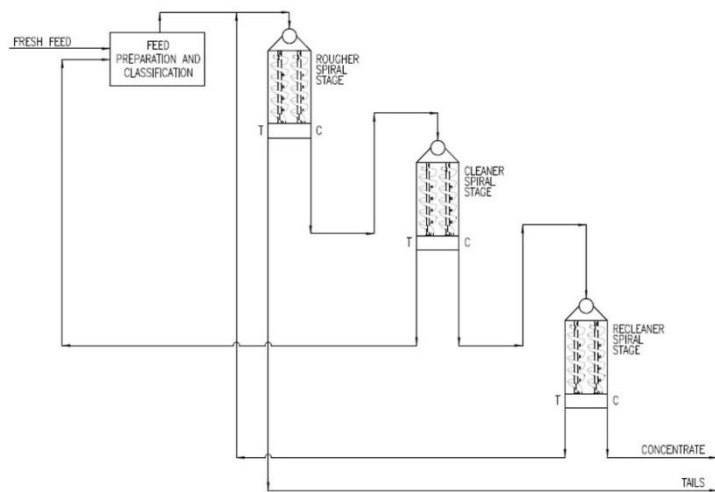 FRESH FEED
FEED
PREPARATION AND
CLASSIFICATION
ROUGHER
SPIRAL
STAGE
T
C
CLEANER
SPIRAL
STAGE
T
C
RECLEANER
SPIRAL
STAGE
T
C
CONCENTRATE
TAILS